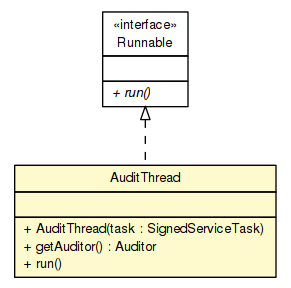 «interface»
Runnable
+ run()
AuditThread
+ AuditThread(task : SignedServiceTask)
+ getAuditor() : Auditor
+ run()